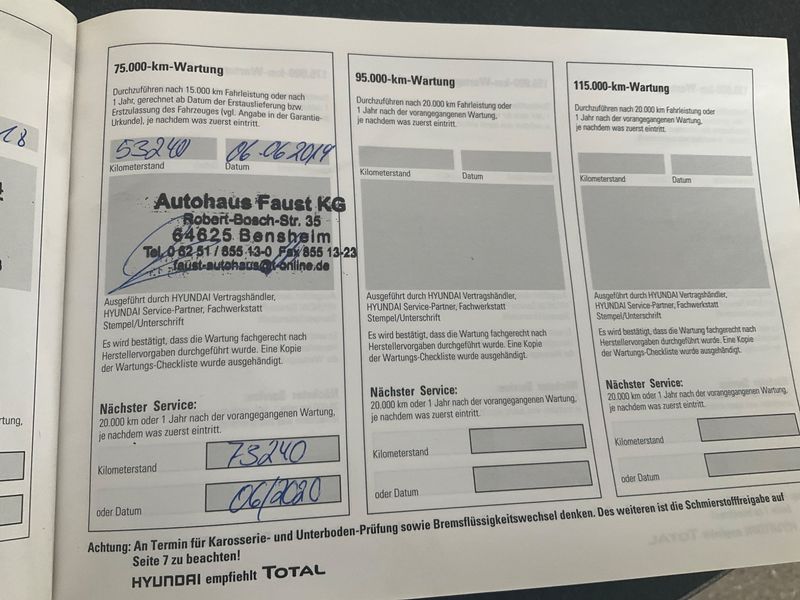 18
75.000-km-Wartung
Durchzuführen nach 15.000 km Fahrleistung oder nach
1 Jahr, gerechnet ab Datum der Erstauslieferung bzw.
Erstzulassung des Fahrzeuges (vgl. Angabe in der Garantie-
Urkunde), je nachdem was zuerst eintritt.
53240
06.06.2019
Kilometerstand
Datum
Autohaus Faust KG
Robert-Bosch-Str. 35
64625 Bensheim
Tel. 0 62 51 / 855 13-0 Fax 855 13-23
faust-autohaus@t-online.de
Ausgeführt durch HYUNDAI Vertragshändler,
HYUNDAI Service-Partner, Fachwerkstatt
Stempel/Unterschrift
Es wird bestätigt, dass die Wartung fachgerecht nach
Herstellervorgaben durchgeführt wurde. Eine Kopie
der Wartungs-Checkliste wurde ausgehändigt.
Nächster Service:
20.000 km oder 1 Jahr nach der vorangegangenen Wartung,
je nachdem was zuerst eintritt.
Kilometerstand
73240
oder Datum
06/2020
95.000-km-Wartung
Durchzuführen nach 20.000 km Fahrleistung oder
1 Jahr nach der vorangegangenen Wartung,
je nachdem was zuerst eintritt.
Kilometerstand
Datum
Ausgeführt durch HYUNDAI Vertragshändler,
HYUNDAI Service-Partner, Fachwerkstatt
Stempel/Unterschrift
Es wird bestätigt, dass die Wartung fachgerecht nach
Herstellervorgaben durchgeführt wurde. Eine Kopie
der Wartungs-Checkliste wurde ausgehändigt.
Nächster Service:
20.000 km oder 1 Jahr nach der vorangegangenen Wartung,
je nachdem was zuerst eintritt.
Kilometerstand
oder Datum
115.000-km-Wartung
Durchzuführen nach 20.000 km Fahrleistung oder
1 Jahr nach der vorangegangenen Wartung,
je nachdem was zuerst eintritt.
Kilometerstand
Datum
Ausgeführt durch HYUNDAI Vertragshändler,
HYUNDAI Service-Partner, Fachwerkstatt
Stempel/Unterschrift
Es wird bestätigt, dass die Wartung fachgerecht nach
Herstellervorgaben durchgeführt wurde. Eine Kopie
der Wartungs-Checkliste wurde ausgehändigt.
Nächster Service:
20.000 km oder 1 Jahr nach der vorangegangenen Wartung,
je nachdem was zuerst eintritt.
Kilometerstand
oder Datum
Achtung: An Termin für Karosserie- und Unterboden-Prüfung sowie Bremsflüssigkeitswechsel denken. Des weiteren ist die Schmierstofffreigabe auf
Seite 7 zu beachten!
HYUNDAI empfiehlt TOTAL